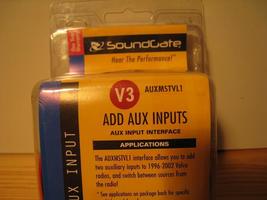 SoundGate
Hear The Performance!
V3
AUXMSTVL1
ADD AUX INPUTS
AUX INPUT INTERFACE
APPLICATIONS
The AUXMSTVL1 interface allows you to add
two auxiliary inputs to 1996-2002 Volvo
radios, and switch between sources from
the radio!
* See applications on package back for specific
AUX INPUT